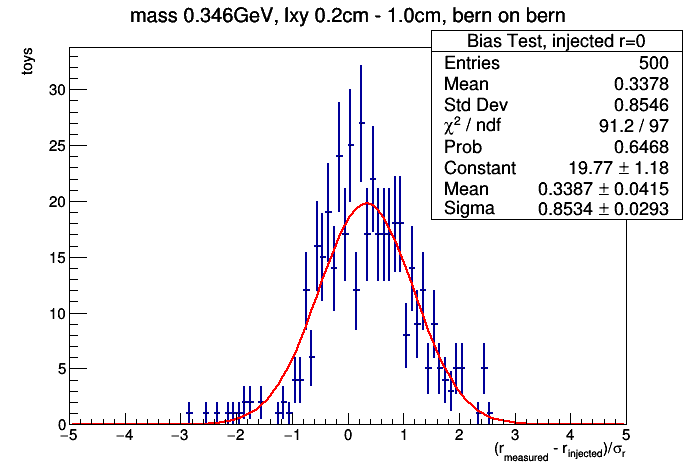 mass 0.346GeV, lxy 0.2cm - 1.0cm, bern on bern
toys
Bias Test, injected r=0
Entries 500
Mean 0.3378
Std Dev 0.8546
χ² / ndf 91.2 / 97
Prob 0.6468
Constant 19.77 ± 1.18
Mean 0.3387 ± 0.0415
Sigma 0.8534 ± 0.0293
30
25
20
15
10
5
0
−5 −4 −3 −2 −1 0 1 2 3 4 5
(r_measured - r_injected)/σ_r